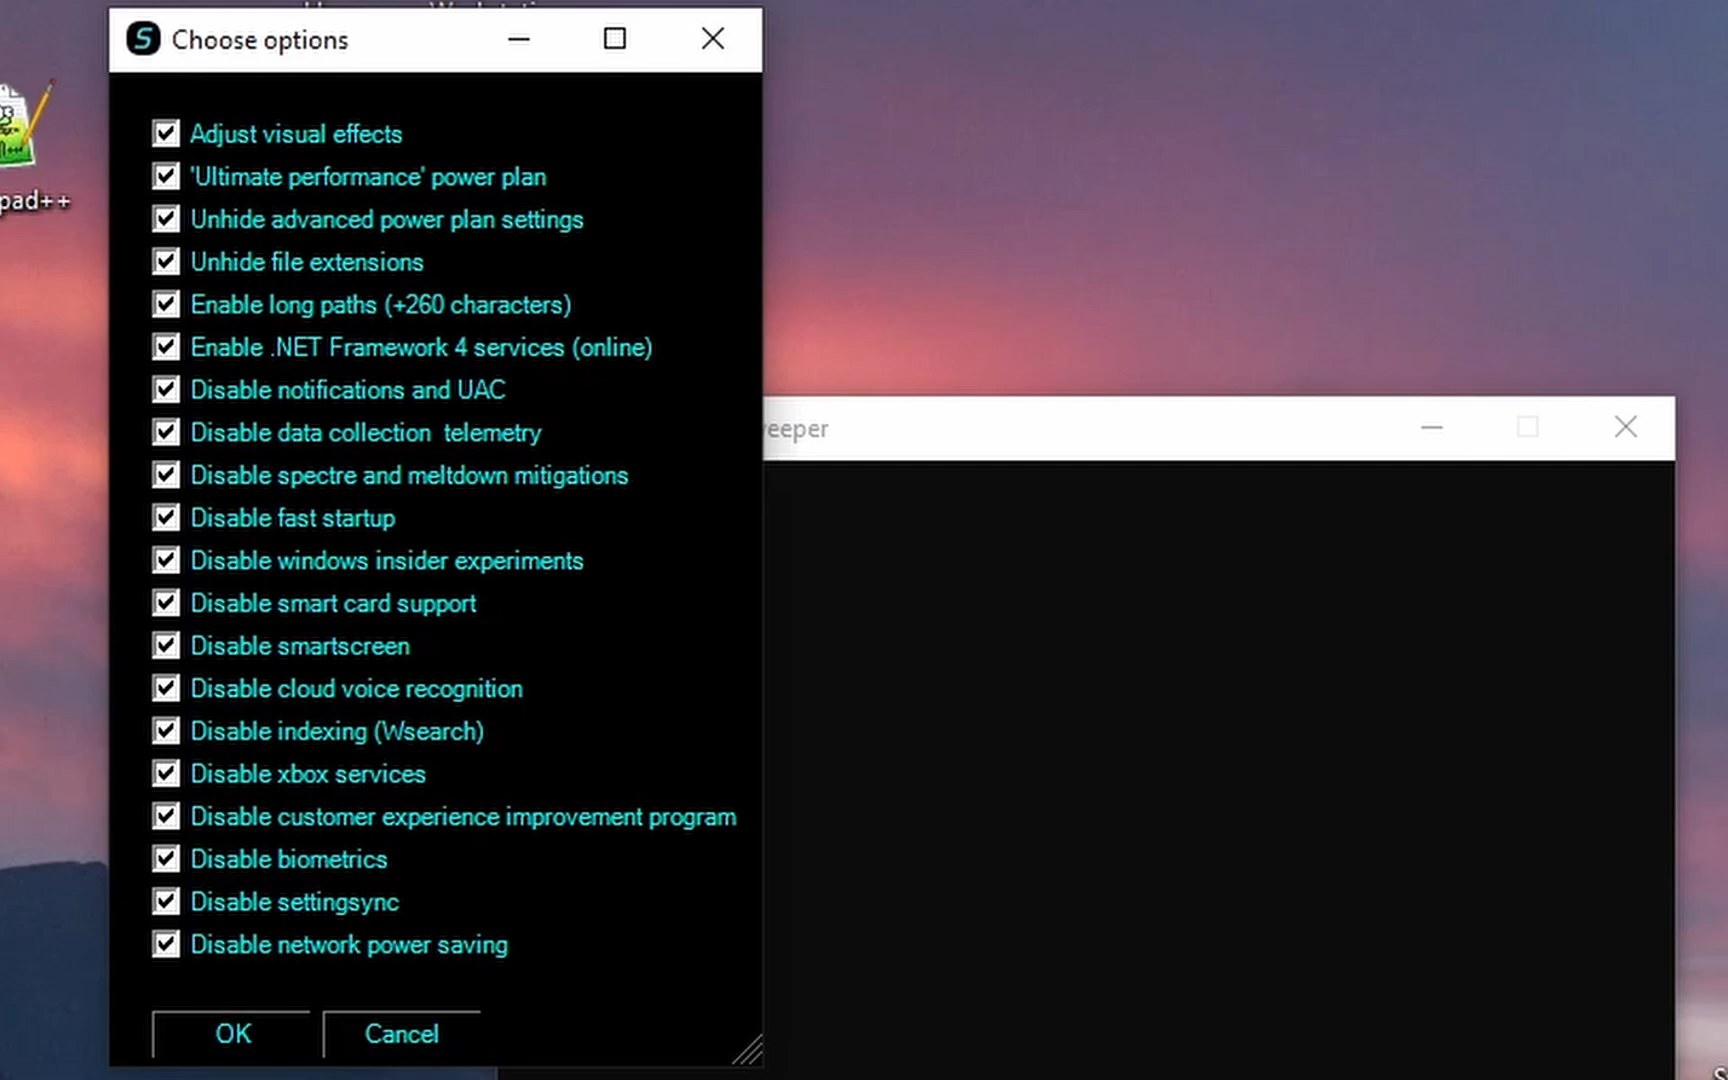 Choose options
Adjust visual effects
'Ultimate performance' power plan
Unhide advanced power plan settings
Unhide file extensions
Enable long paths (+260 characters)
Enable .NET Framework 4 services (online)
Disable notifications and UAC
Disable data collection  telemetry
Disable spectre and meltdown mitigations
Disable fast startup
Disable windows insider experiments
Disable smart card support
Disable smartscreen
Disable cloud voice recognition
Disable indexing (Wsearch)
Disable xbox services
Disable customer experience improvement program
Disable biometrics
Disable settingsync
Disable network power saving
OK
Cancel
pad++
eeper